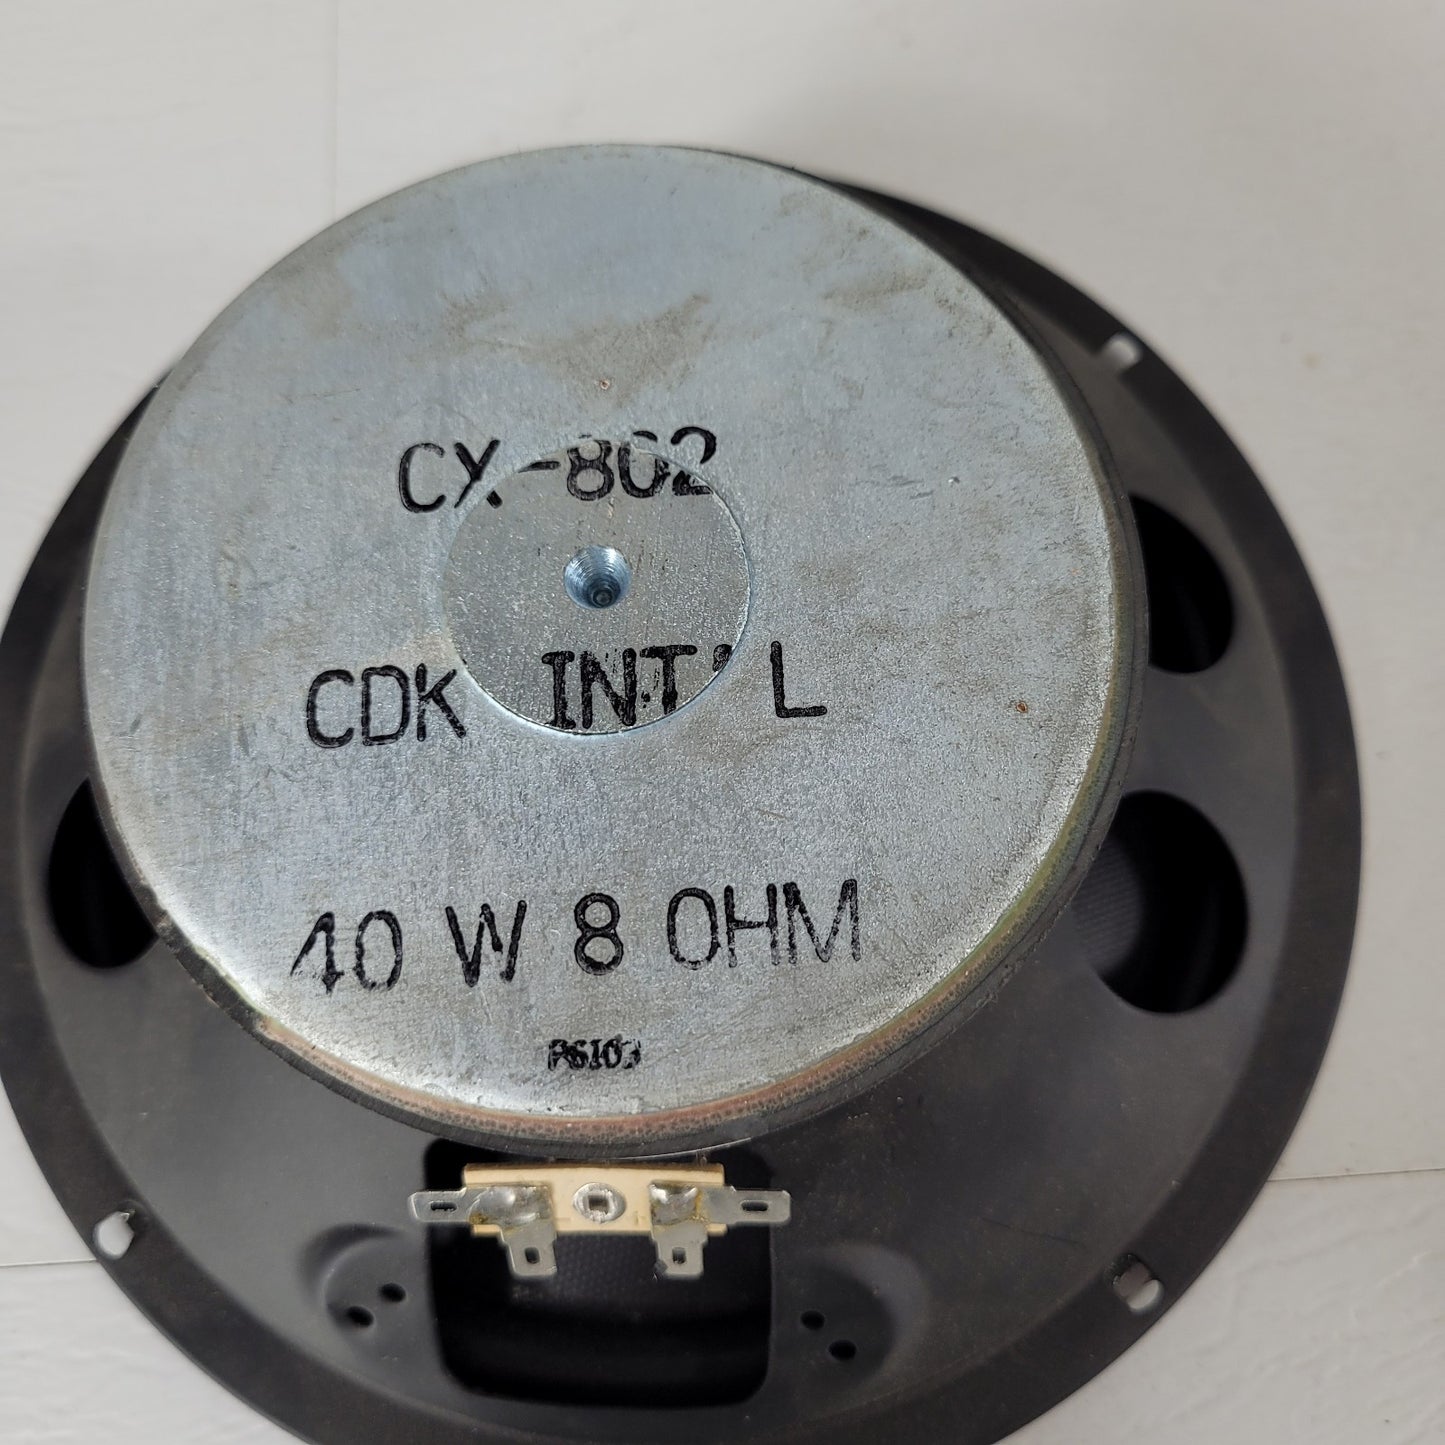 CX-802
CDK INT'L
40 W 8 OHM